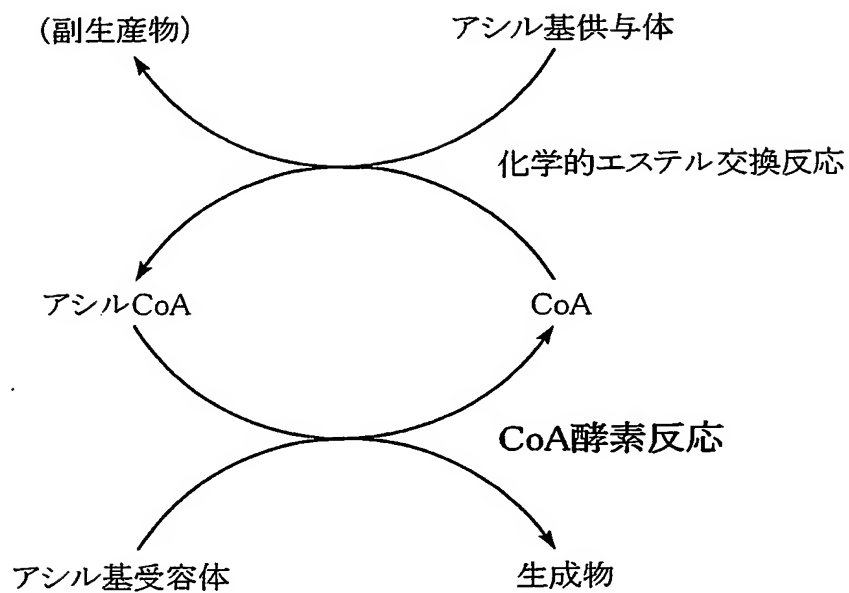 (副生産物)
アシル基供与体
化学的エステル交換反応
アシルCoA
CoA
CoA酵素反応
アシル基受容体
生成物